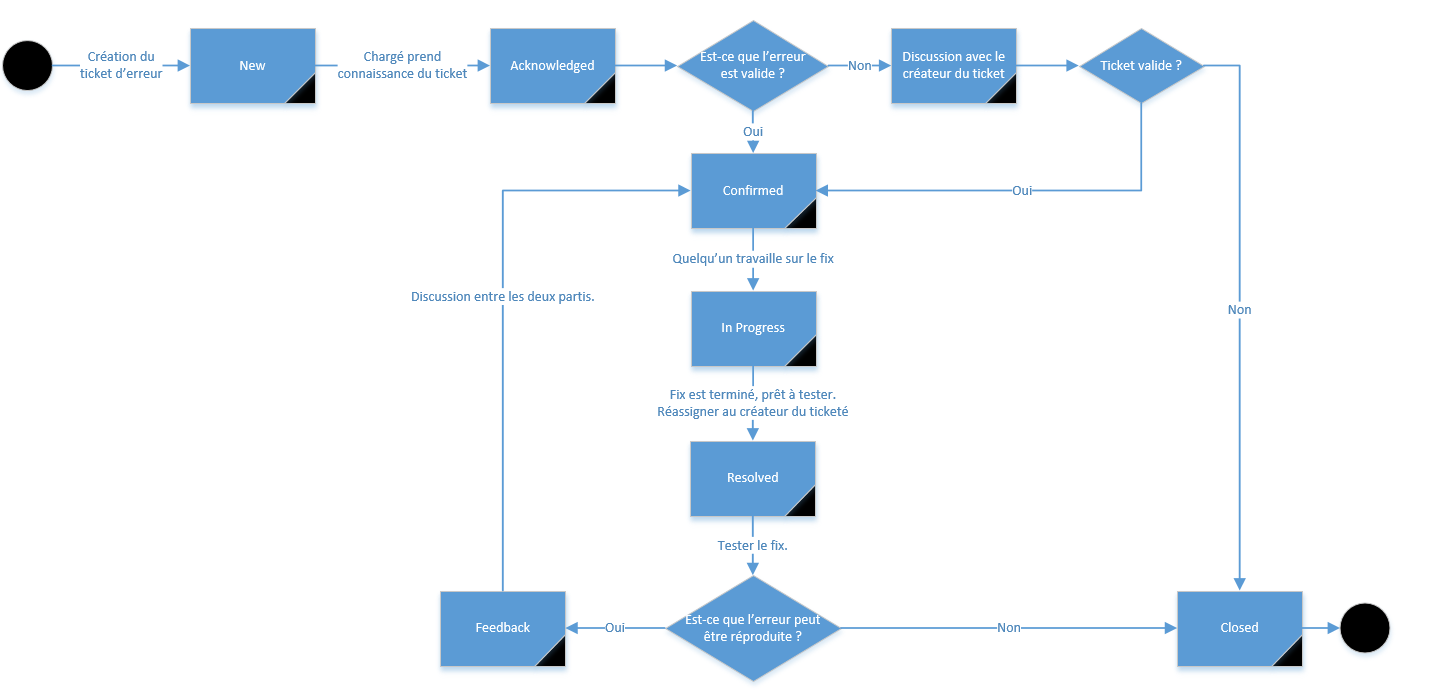 Création du
ticket d'erreur
New
Chargé prend
connaissance du ticket
Acknowledged
Est-ce que l'erreur
est valide ?
Non
Discussion avec le
créateur du ticket
Ticket valide ?
Oui
Confirmed
Oui
Quelqu'un travaille sur le fix
Discussion entre les deux partis.
Non
In Progress
Fix est terminé, prêt à tester.
Réassigner au créateur du ticketé
Resolved
Tester le fix.
Feedback
Oui
Est-ce que l'erreur peut
être réproduite ?
Non
Closed